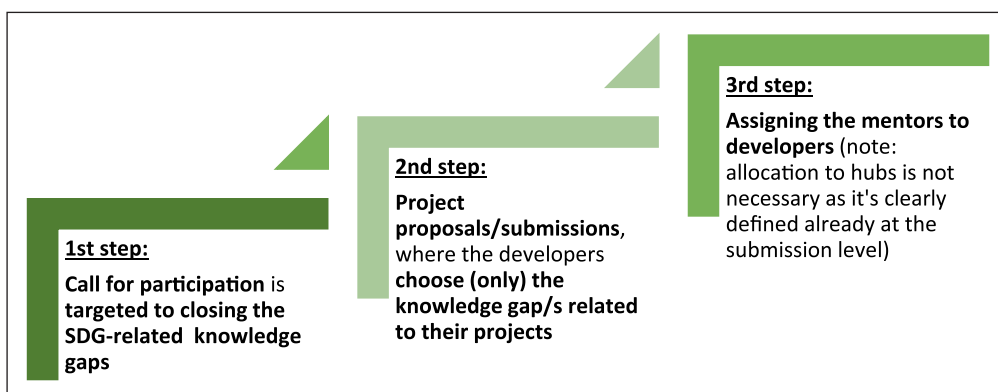 1st step:
Call for participation is
targeted to closing the
SDG-related  knowledge
gaps
2nd step:
Project
proposals/submissions,
where the developers
choose (only) the
knowledge gap/s related
to their projects
3rd step:
Assigning the mentors to
developers (note:
allocation to hubs is not
necessary as it's clearly
defined already at the
submission level)